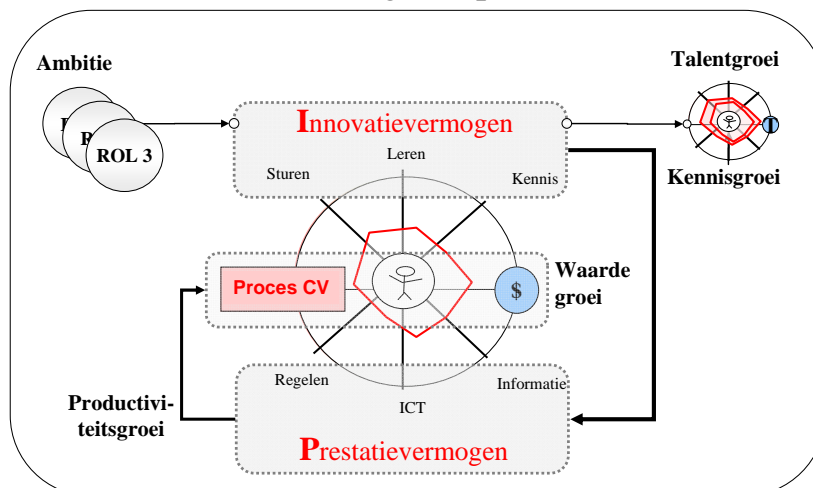 Ambitie
ROL 3
Innovatievermogen
Leren
Sturen
Kennis
Talentgroei
T
Kennisgroei
Proces CV
$
Waarde
groei
Regelen
ICT
Informatie
Productivi-
teitsgroei
Prestatievermogen